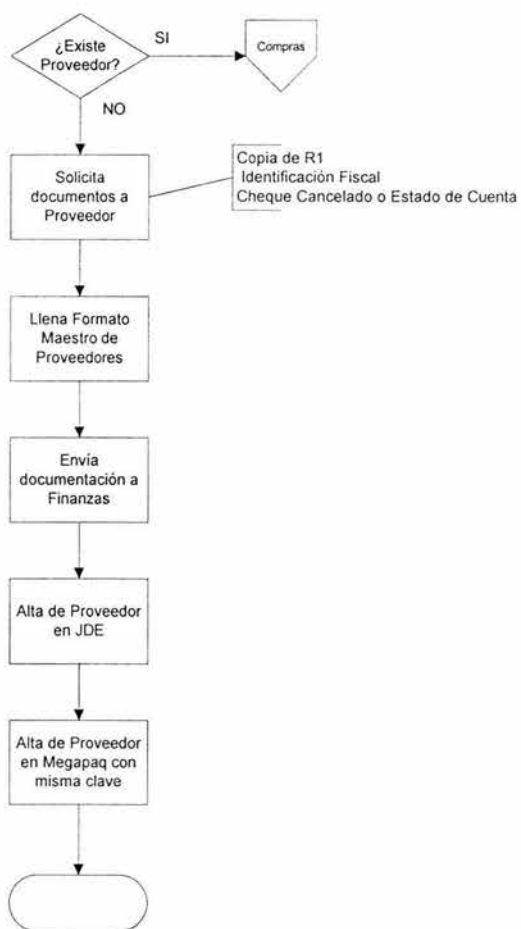 ¿Existe
Proveedor?
SI
Compras
NO
Solicita
documentos a
Proveedor
Copia de R1
Identificación Fiscal
Cheque Cancelado o Estado de Cuenta
Llena Formato
Maestro de
Proveedores
Envía
documentación a
Finanzas
Alta de Proveedor
en JDE
Alta de Proveedor
en Megapaq con
misma clave